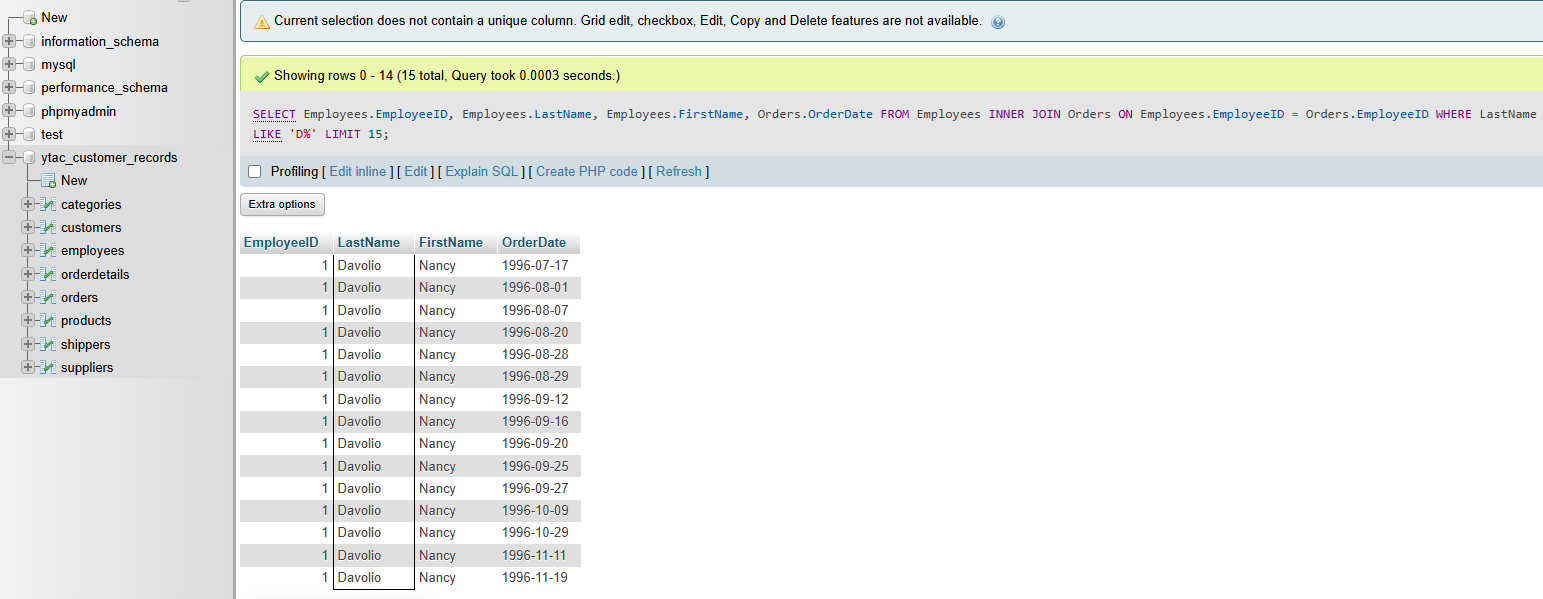 New
information_schema
mysql
performance_schema
phpmyadmin
test
ytac_customer_records
New
categories
customers
employees
orderdetails
orders
products
shippers
suppliers
Current selection does not contain a unique column. Grid edit, checkbox, Edit, Copy and Delete features are not available.
Showing rows 0 - 14 (15 total, Query took 0.0003 seconds.)
SELECT Employees.EmployeeID, Employees.LastName, Employees.FirstName, Orders.OrderDate FROM Employees INNER JOIN Orders ON Employees.EmployeeID = Orders.EmployeeID WHERE LastName
LIKE 'D%' LIMIT 15;
Profiling [ Edit inline ] [ Edit ] [ Explain SQL ] [ Create PHP code ] [ Refresh ]
Extra options
EmployeeID LastName FirstName OrderDate
1 Davolio Nancy 1996-07-17
1 Davolio Nancy 1996-08-01
1 Davolio Nancy 1996-08-07
1 Davolio Nancy 1996-08-20
1 Davolio Nancy 1996-08-28
1 Davolio Nancy 1996-08-29
1 Davolio Nancy 1996-09-12
1 Davolio Nancy 1996-09-16
1 Davolio Nancy 1996-09-20
1 Davolio Nancy 1996-09-25
1 Davolio Nancy 1996-09-27
1 Davolio Nancy 1996-10-09
1 Davolio Nancy 1996-10-29
1 Davolio Nancy 1996-11-11
1 Davolio Nancy 1996-11-19